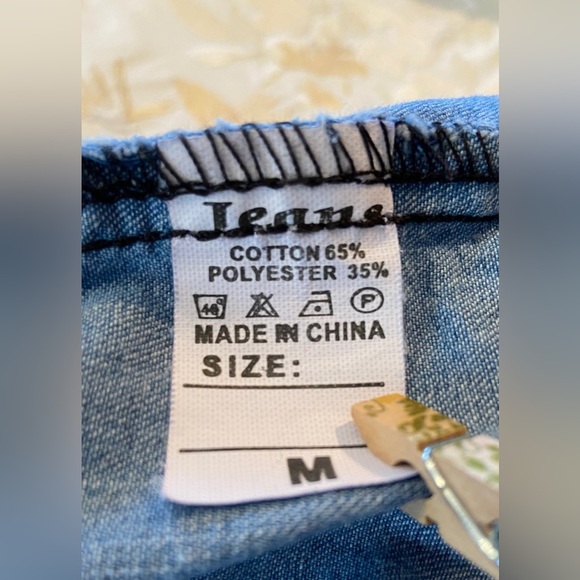 Jeans
COTTON 65%
POLYESTER 35%
P
MADE IN CHINA
SIZE:
M